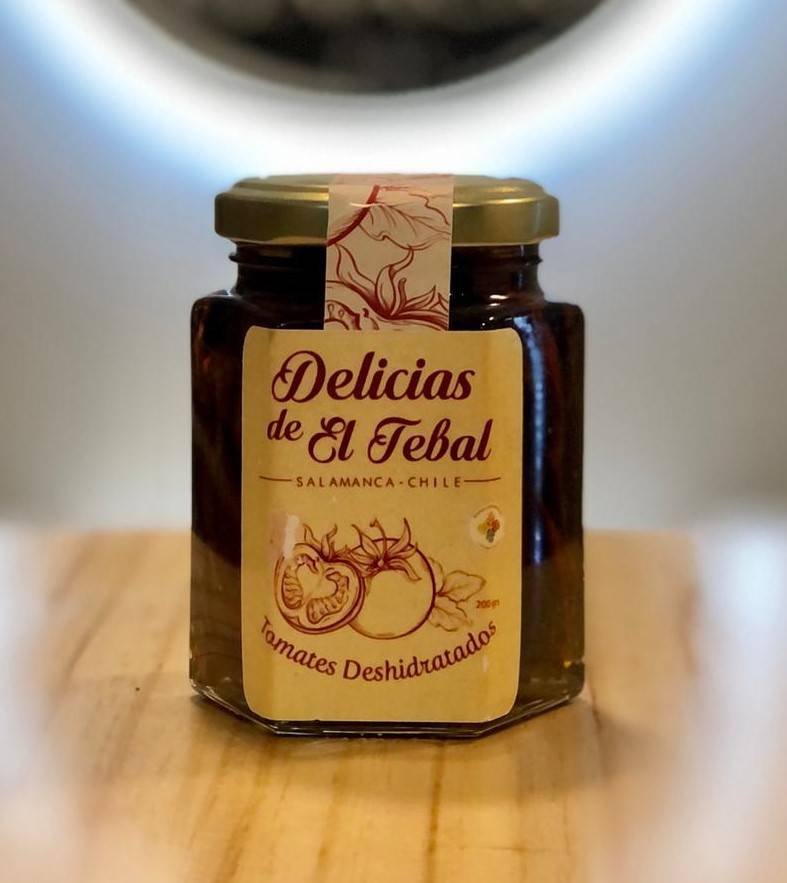 Delicias
de El Tebal
SALAMANCA - CHILE
200 gr
Tomates Deshidratados